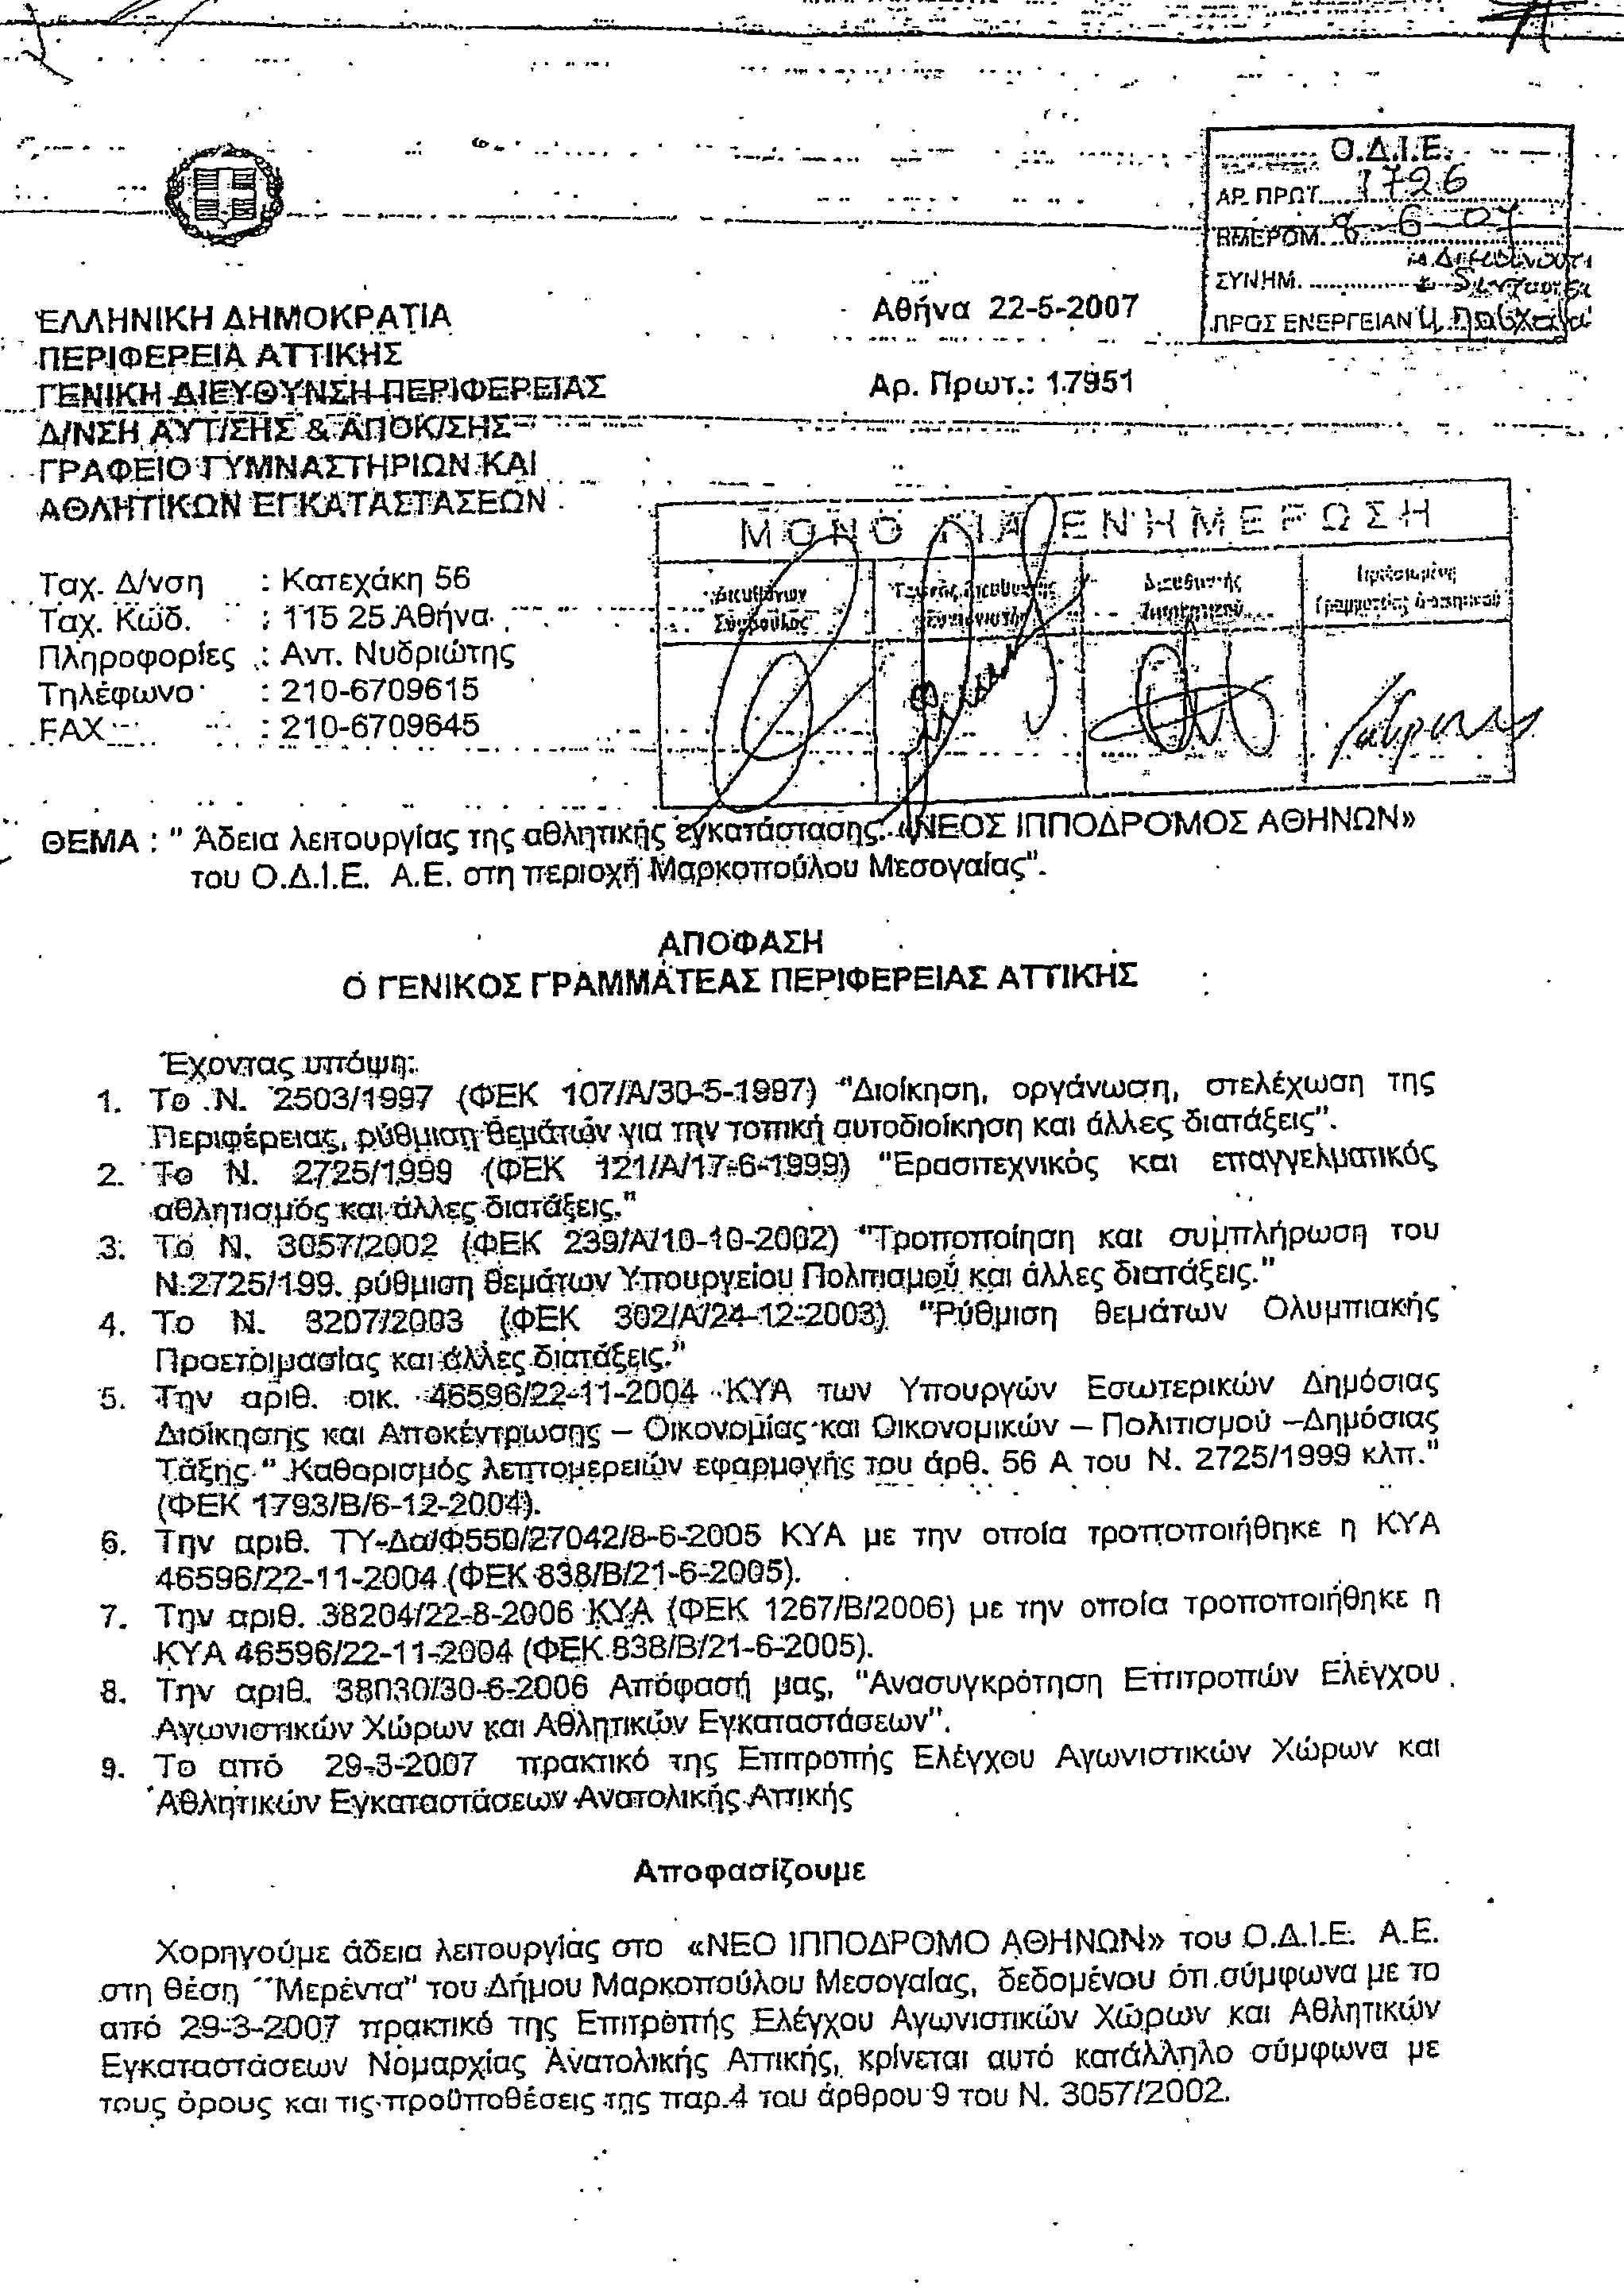 Ο.Δ.Ι.Ε.
ΑΡ. ΠΡΩΤ. 1726
ΗΜΕΡΟΜ. 8-6-07
ΣΥΝΗΜ.
ΠΡΟΣ ΕΝΕΡΓΕΙΑΝ
ΕΛΛΗΝΙΚΗ ΔΗΜΟΚΡΑΤΙΑ
ΠΕΡΙΦΕΡΕΙΑ ΑΤΤΙΚΗΣ
ΓΕΝΙΚΗ ΔΙΕΥΘΥΝΣΗ ΠΕΡΙΦΕΡΕΙΑΣ
Δ/ΝΣΗ ΑΥΤ/ΣΗΣ & ΑΠΟΚ/ΣΗΣ
ΓΡΑΦΕΙΟ ΓΥΜΝΑΣΤΗΡΙΩΝ ΚΑΙ
ΑΘΛΗΤΙΚΩΝ ΕΓΚΑΤΑΣΤΑΣΕΩΝ
Αθήνα 22-5-2007
Αρ. Πρωτ.: 17951
Ταχ. Δ/νση : Κατεχάκη 56
Ταχ. Κώδ. : 115 25 Αθήνα
Πληροφορίες : Αντ. Νυδριώτης
Τηλέφωνο : 210-6709615
FAX : 210-6709645
ΜΟΝΟ ΓΙΑ ΕΝΗΜΕΡΩΣΗ
Διευθύνων Σύμβουλος
Διευθυντής
ΘΕΜΑ : " Άδεια λειτουργίας της αθλητικής εγκατάστασης «ΝΕΟΣ ΙΠΠΟΔΡΟΜΟΣ ΑΘΗΝΩΝ»
του Ο.Δ.Ι.Ε. Α.Ε. στη περιοχή Μαρκοπούλου Μεσογαίας".
ΑΠΟΦΑΣΗ
Ο ΓΕΝΙΚΟΣ ΓΡΑΜΜΑΤΕΑΣ ΠΕΡΙΦΕΡΕΙΑΣ ΑΤΤΙΚΗΣ
Έχοντας υπόψη:
1. Το Ν. 2503/1997 (ΦΕΚ 107/Α/30-5-1997) "Διοίκηση, οργάνωση, στελέχωση της
Περιφέρειας, ρύθμιση θεμάτων για την τοπική αυτοδιοίκηση και άλλες διατάξεις".
2. Το Ν. 2725/1999 (ΦΕΚ 121/Α/17-6-1999) "Ερασιτεχνικός και επαγγελματικός
αθλητισμός και άλλες διατάξεις."
3. Το Ν. 3057/2002 (ΦΕΚ 239/Α/10-10-2002) "Τροποποίηση και συμπλήρωση του
Ν.2725/199. ρύθμιση θεμάτων Υπουργείου Πολιτισμού και άλλες διατάξεις."
4. Το Ν. 3207/2003 (ΦΕΚ 302/Α/24-12-2003) "Ρύθμιση θεμάτων Ολυμπιακής
Προετοιμασίας και άλλες διατάξεις."
5. Την αριθ. οικ. 46596/22-11-2004 ΚΥΑ των Υπουργών Εσωτερικών Δημόσιας
Διοίκησης και Αποκέντρωσης – Οικονομίας και Οικονομικών – Πολιτισμού –Δημόσιας
Τάξης " Καθορισμός λεπτομερειών εφαρμογής του άρθ. 56 Α του Ν. 2725/1999 κλπ."
(ΦΕΚ 1793/Β/6-12-2004).
6. Την αριθ. ΤΥ-Δα/Φ550/27042/8-6-2005 ΚΥΑ με την οποία τροποποιήθηκε η ΚΥΑ
46596/22-11-2004 (ΦΕΚ 838/Β/21-6-2005).
7. Την αριθ. 38204/22-8-2006 ΚΥΑ (ΦΕΚ 1267/Β/2006) με την οποία τροποποιήθηκε η
ΚΥΑ 46596/22-11-2004 (ΦΕΚ 838/Β/21-6-2005).
8. Την αριθ. 38030/30-6-2006 Απόφασή μας, "Ανασυγκρότηση Επιτροπών Ελέγχου
Αγωνιστικών Χώρων και Αθλητικών Εγκαταστάσεων".
9. Το από 29-3-2007 πρακτικό της Επιτροπής Ελέγχου Αγωνιστικών Χώρων και
Αθλητικών Εγκαταστάσεων Ανατολικής Αττικής
Αποφασίζουμε
Χορηγούμε άδεια λειτουργίας στο «ΝΕΟ ΙΠΠΟΔΡΟΜΟ ΑΘΗΝΩΝ» του Ο.Δ.Ι.Ε. Α.Ε.
στη θέση "Μερέντα" του Δήμου Μαρκοπούλου Μεσογαίας, δεδομένου ότι σύμφωνα με το
από 29-3-2007 πρακτικό της Επιτροπής Ελέγχου Αγωνιστικών Χώρων και Αθλητικών
Εγκαταστάσεων Νομαρχίας Ανατολικής Αττικής, κρίνεται αυτό κατάλληλο σύμφωνα με
τους όρους και τις προϋποθέσεις της παρ.4 του άρθρου 9 του Ν. 3057/2002.